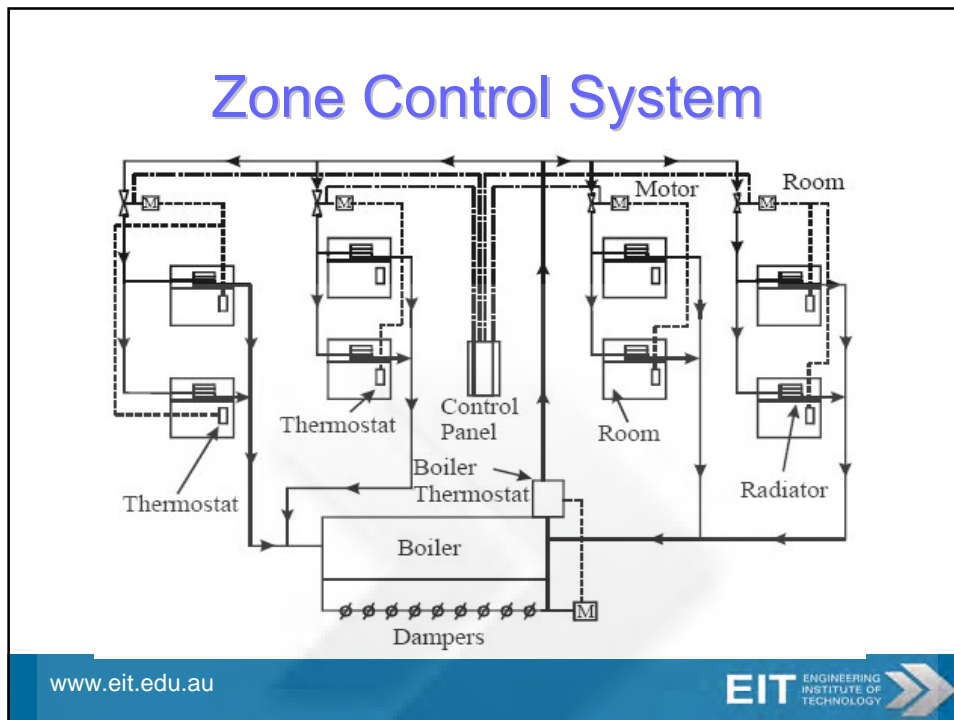 Zone Control System
M
M
M
M
Motor
Room
Thermostat
Control
Panel
Room
Thermostat
Boiler
Thermostat
Radiator
Boiler
M
Dampers
www.eit.edu.au
EIT ENGINEERING
INSTITUTE OF
TECHNOLOGY